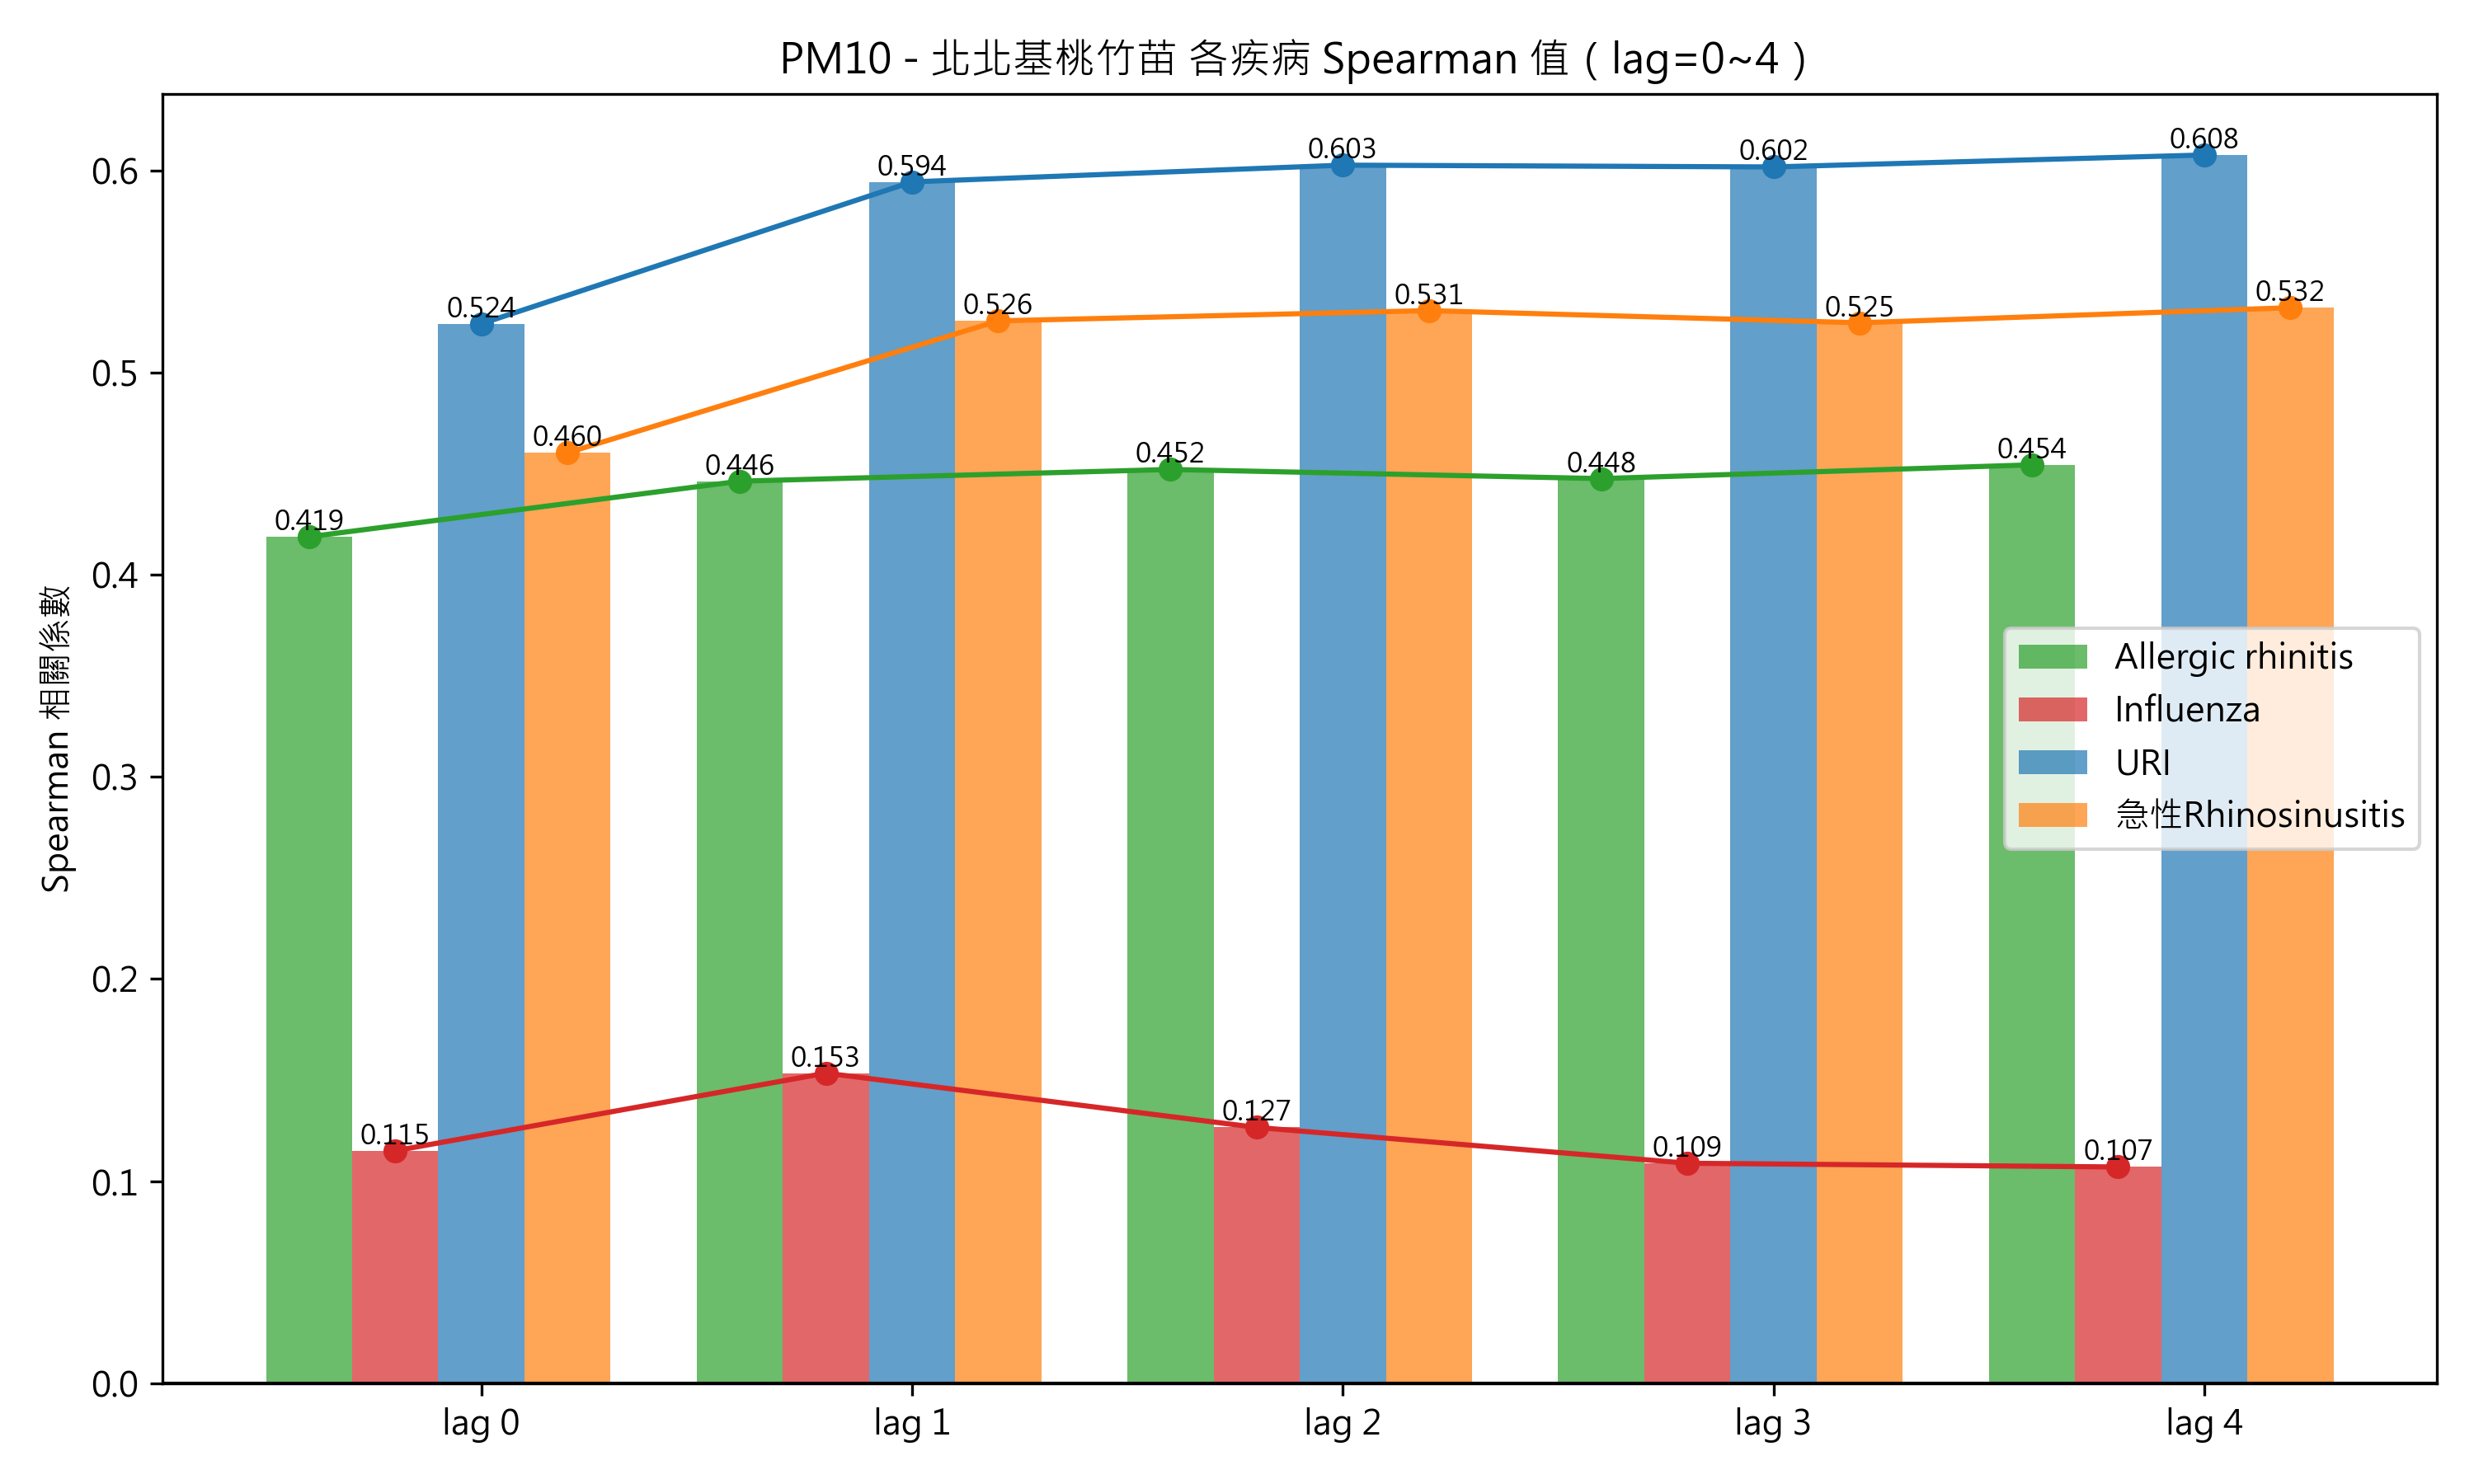 PM10 - 北北基桃竹苗 各疾病 Spearman 值 ( lag=0~4 )
Spearman 相關係數
0.6
0.5
0.4
0.3
0.2
0.1
0.0
0.419
0.115
0.524
0.460
0.446
0.153
0.594
0.526
0.452
0.127
0.603
0.531
0.448
0.109
0.602
0.525
0.454
0.107
0.608
0.532
Allergic rhinitis
Influenza
URI
急性Rhinosinusitis
lag 0
lag 1
lag 2
lag 3
lag 4